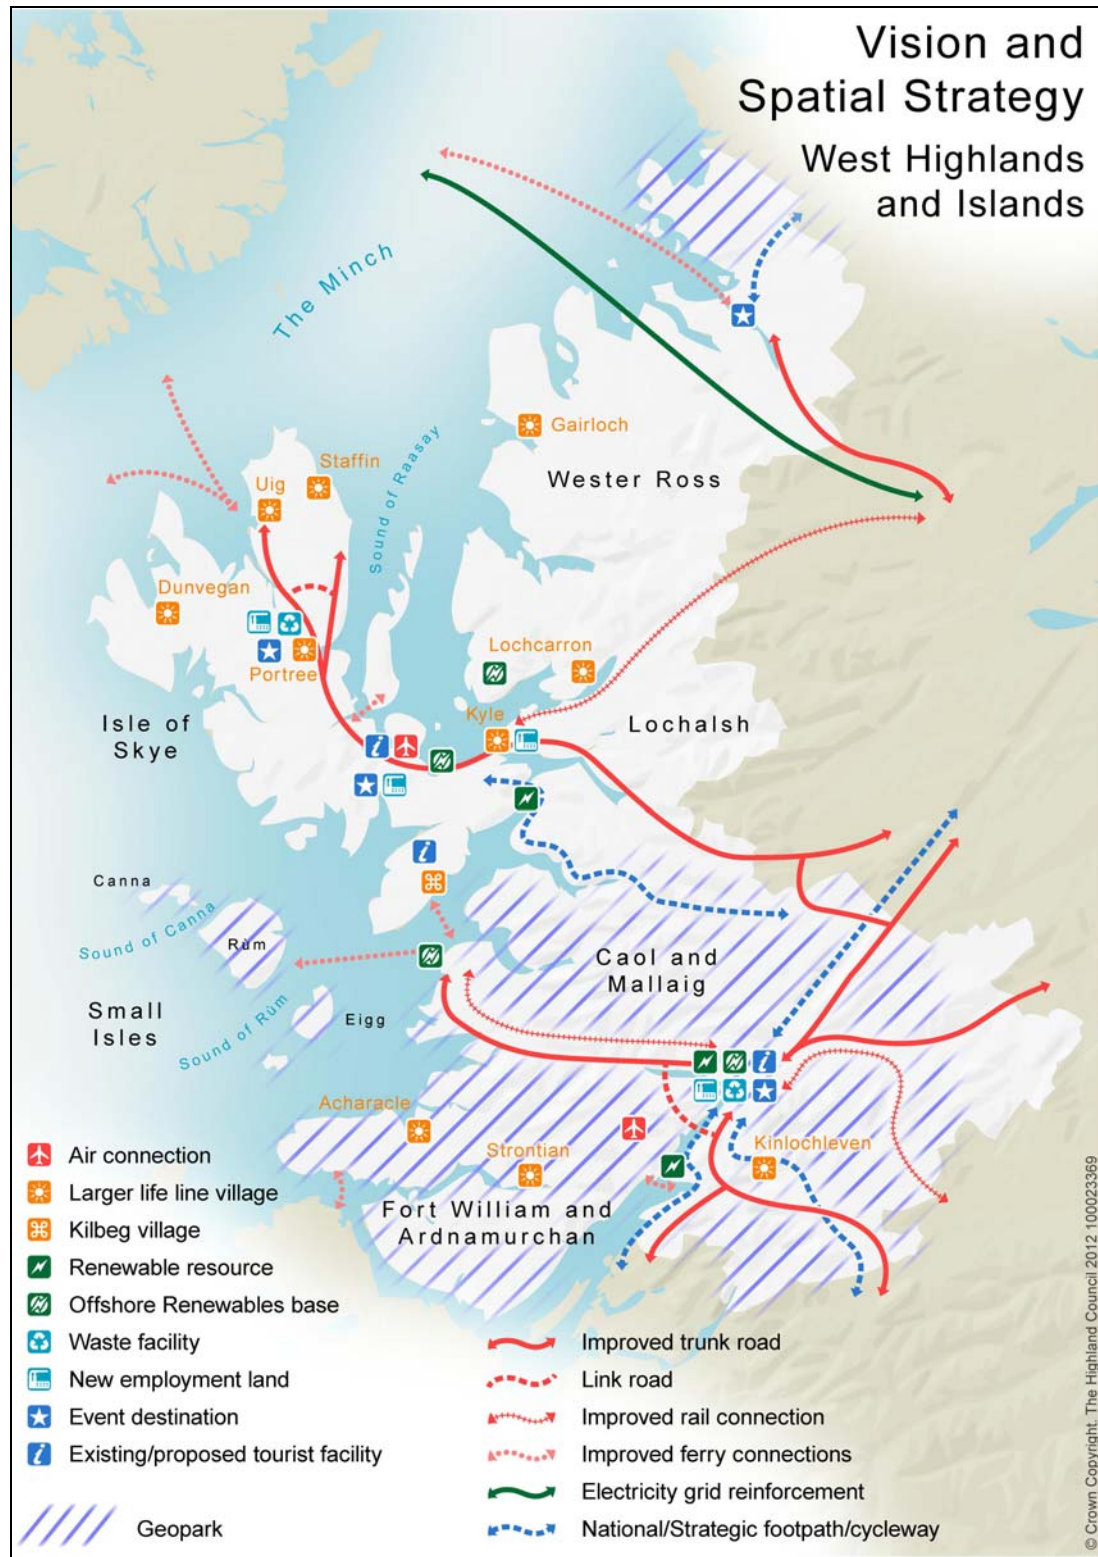 Vision and
Spatial Strategy
West Highlands
and Islands
The Minch
Gairloch
Wester Ross
Staffin
Uig
Sound of Raasay
Dunvegan
Portree
Lochcarron
Kyle
Isle of
Skye
Lochalsh
Canna
Sound of Canna
Rùm
Caol and
Mallaig
Small
Isles
Sound of Rùm
Eigg
Acharacle
Strontian
Kinlochleven
Fort William and
Ardnamurchan
Air connection
Larger life line village
Kilbeg village
Renewable resource
Offshore Renewables base
Waste facility
New employment land
Event destination
Existing/proposed tourist facility
Geopark
Improved trunk road
Link road
Improved rail connection
Improved ferry connections
Electricity grid reinforcement
National/Strategic footpath/cycleway
© Crown Copyright. The Highland Council 2012 100023369